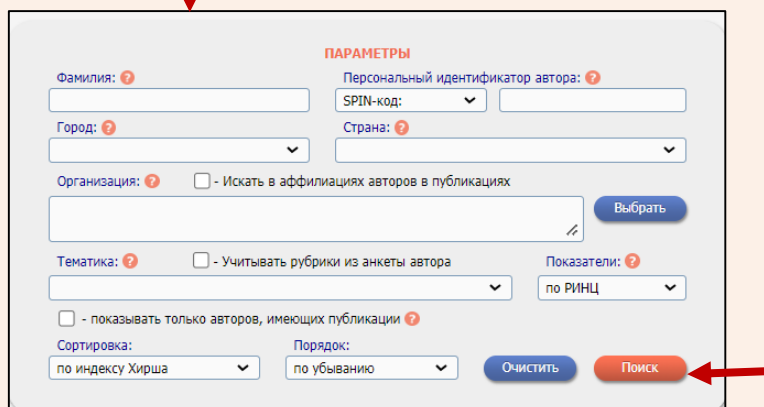 ПАРАМЕТРЫ
Фамилия: ? Персональный идентификатор автора: ?
SPIN-код:
Город: ? Страна: ?
Организация: ? - Искать в аффилиациях авторов в публикациях
Выбрать
Тематика: ? - Учитывать рубрики из анкеты автора Показатели: ?
по РИНЦ
- показывать только авторов, имеющих публикации ?
Сортировка: Порядок:
по индексу Хирша по убыванию Очистить Поиск